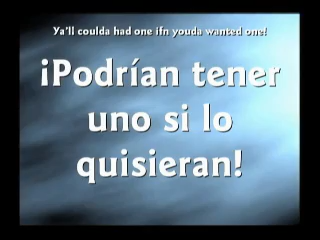 Ya'll coulda had one ifn youda wanted one!
¡Podrían tener
uno si lo
quisieran!